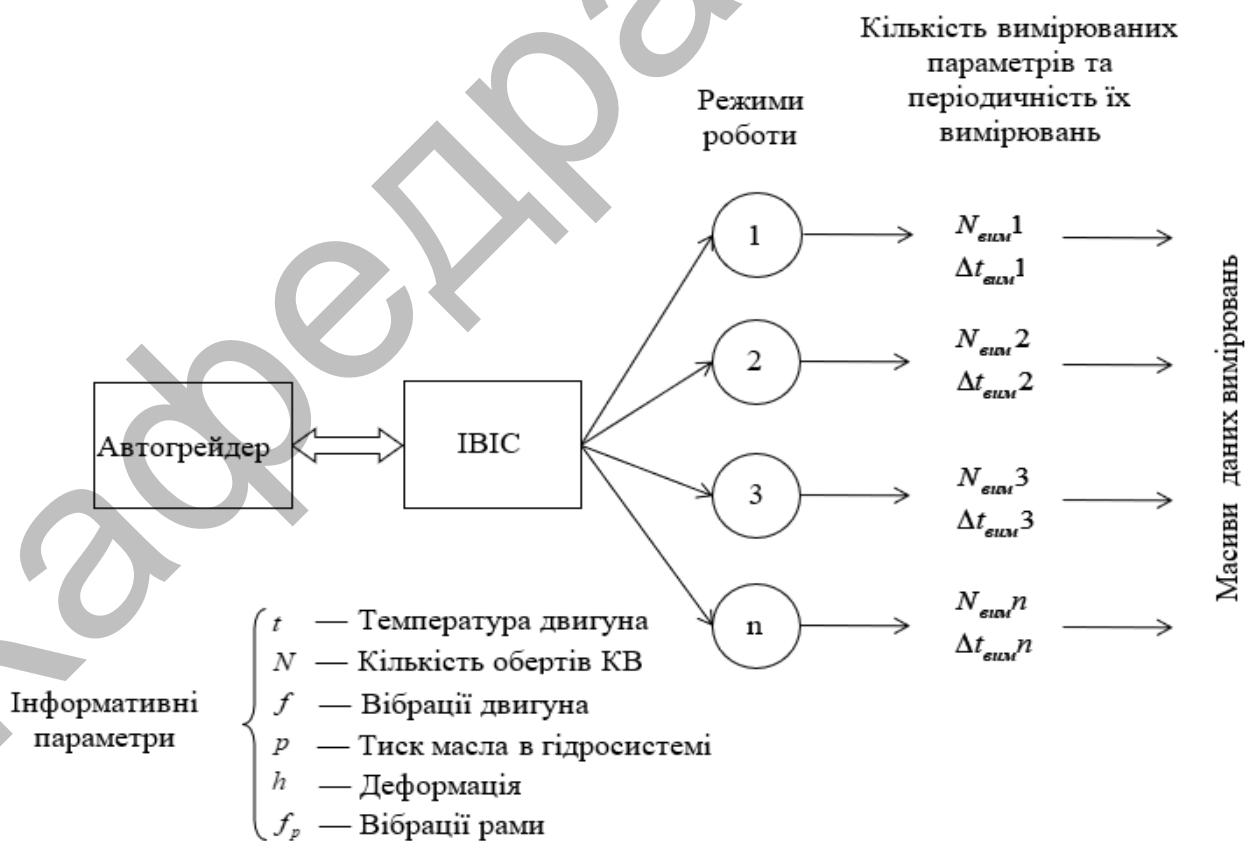 Кількість вимірюваних
параметрів та
періодичність їх
вимірювань
Режими
роботи
1
N_вим1
Δt_вим1
2
N_вим2
Δt_вим2
Автогрейдер
ІВІС
3
N_вим3
Δt_вим3
n
N_вимn
Δt_вимn
Масиви даних вимірювань
Інформативні
параметри
t — Температура двигуна
N — Кількість обертів КВ
f — Вібрації двигуна
p — Тиск масла в гідросистемі
h — Деформація
f_p — Вібрації рами
Кафедра